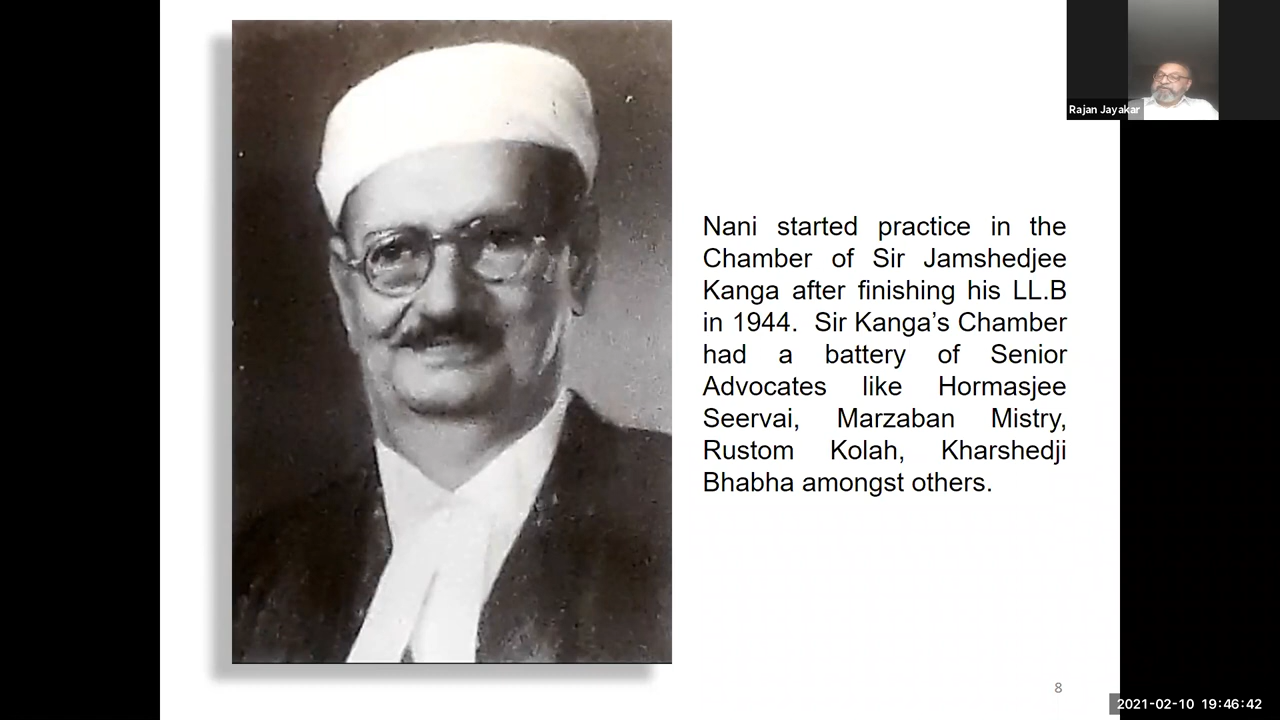 Rajan Jayakar
Nani started practice in the
Chamber of Sir Jamshedjee
Kanga after finishing his LL.B
in 1944.  Sir Kanga’s Chamber
had a battery of Senior
Advocates like Hormasjee
Seervai, Marzaban Mistry,
Rustom Kolah, Kharshedji
Bhabha amongst others.
8
2021-02-10 19:46:42